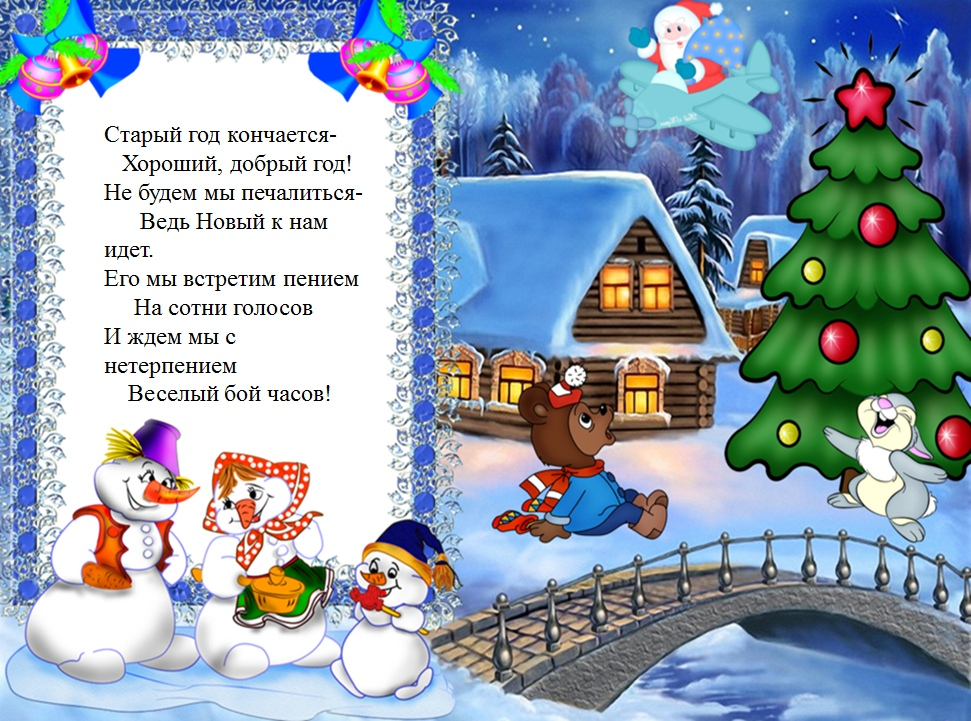 Старый год кончается-
Хороший, добрый год!
Не будем мы печалиться-
Ведь Новый к нам
идет.
Его мы встретим пением
На сотни голосов
И ждем мы с
нетерпением
Веселый бой часов!